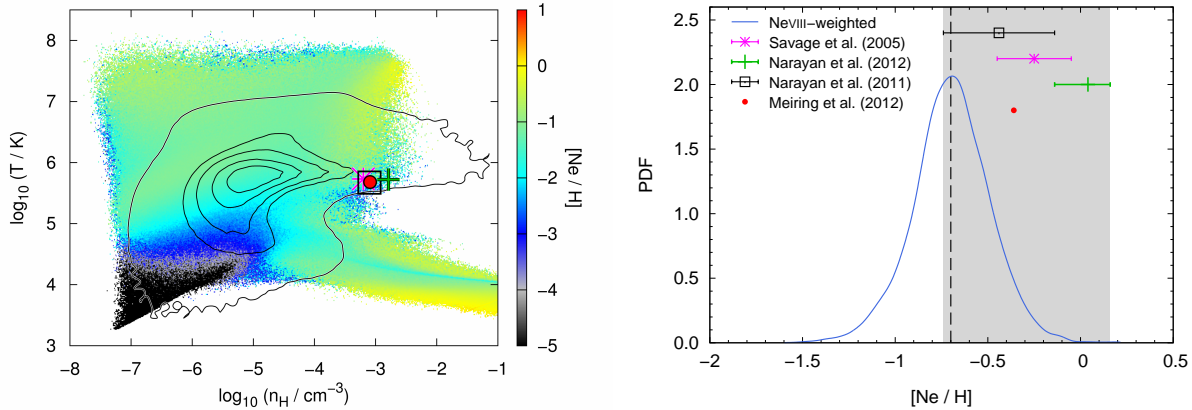 8
7
6
5
4
3
log₁₀ (T / K)
−8 −7 −6 −5 −4 −3 −2 −1
log₁₀ (n_H / cm⁻³)
1
0
−1
−2
−3
−4
−5
[Ne / H]
2.5
2.0
1.5
1.0
0.5
0.0
PDF
NeVIII−weighted
Savage et al. (2005)
Narayan et al. (2012)
Narayan et al. (2011)
Meiring et al. (2012)
−2 −1 −0.5 0 0.5
[Ne / H]